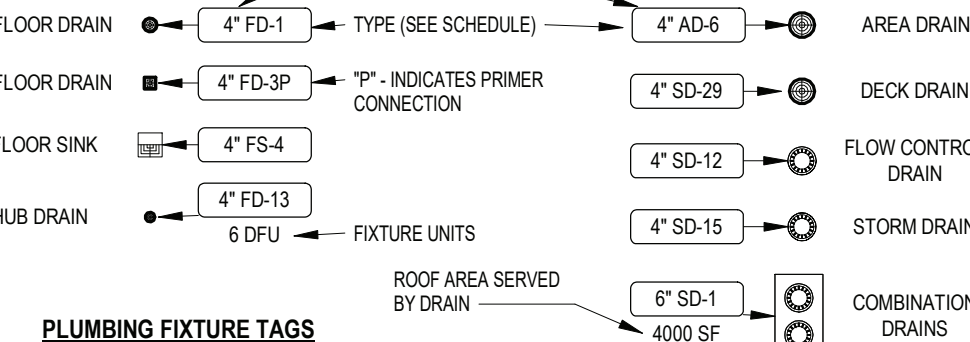 FLOOR DRAIN
4" FD-1
TYPE (SEE SCHEDULE)
4" AD-6
AREA DRAIN
FLOOR DRAIN
4" FD-3P
"P" - INDICATES PRIMER
CONNECTION
4" SD-29
DECK DRAIN
FLOOR SINK
4" FS-4
4" SD-12
FLOW CONTROL
DRAIN
HUB DRAIN
4" FD-13
6 DFU
FIXTURE UNITS
4" SD-15
STORM DRAIN
ROOF AREA SERVED
BY DRAIN
6" SD-1
4000 SF
COMBINATION
DRAINS
PLUMBING FIXTURE TAGS